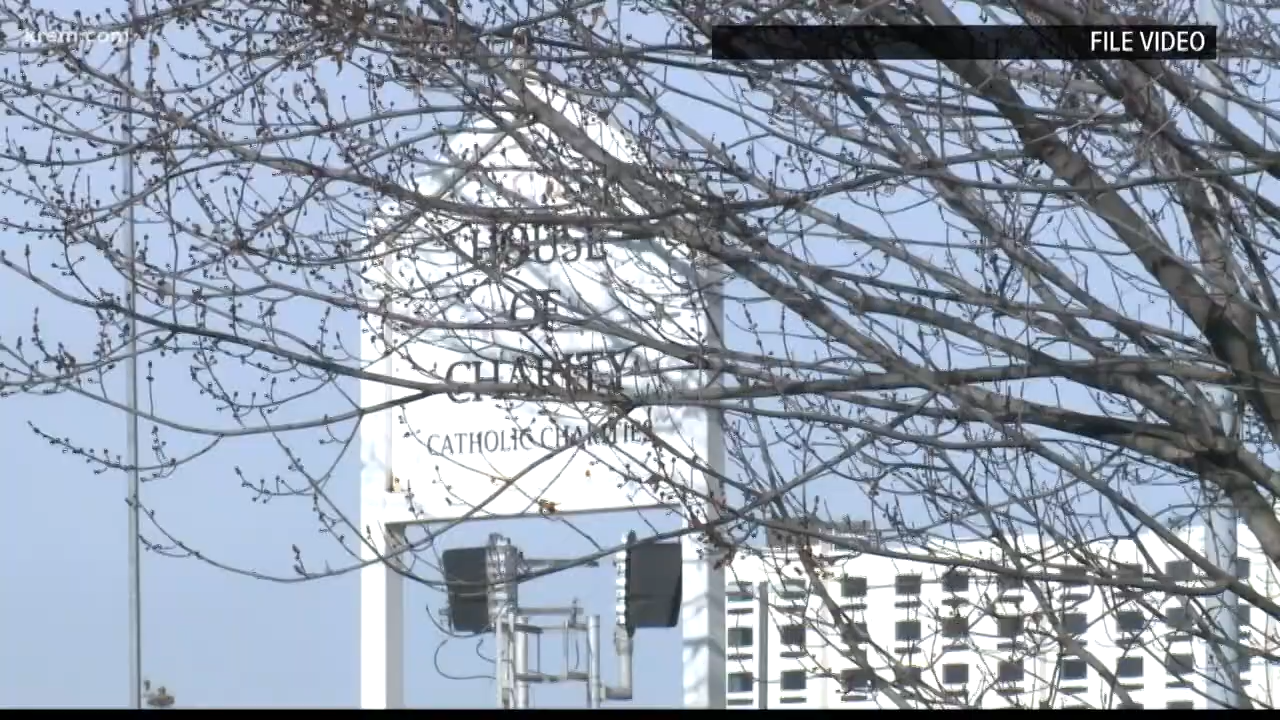 krem.com
FILE VIDEO
HOUSE
OF
CHARITY
CATHOLIC CHARITIES